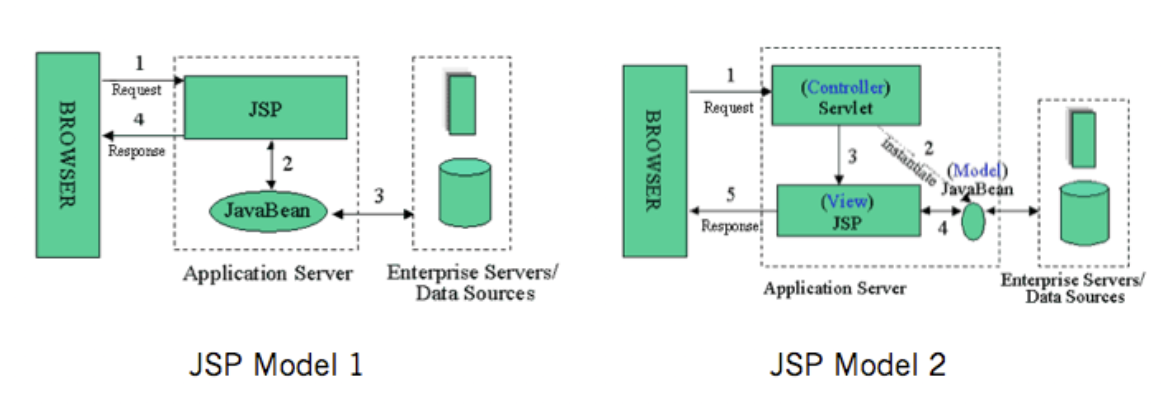 BROWSER
1
Request
4
Response
JSP
2
JavaBean
3
Application Server
Enterprise Servers/
Data Sources
JSP Model 1
BROWSER
1
Request
(Controller)
Servlet
2
Instantiate
3
(Model)
JavaBean
(View)
JSP
4
5
Response
Application Server
Enterprise Servers/
Data Sources
JSP Model 2